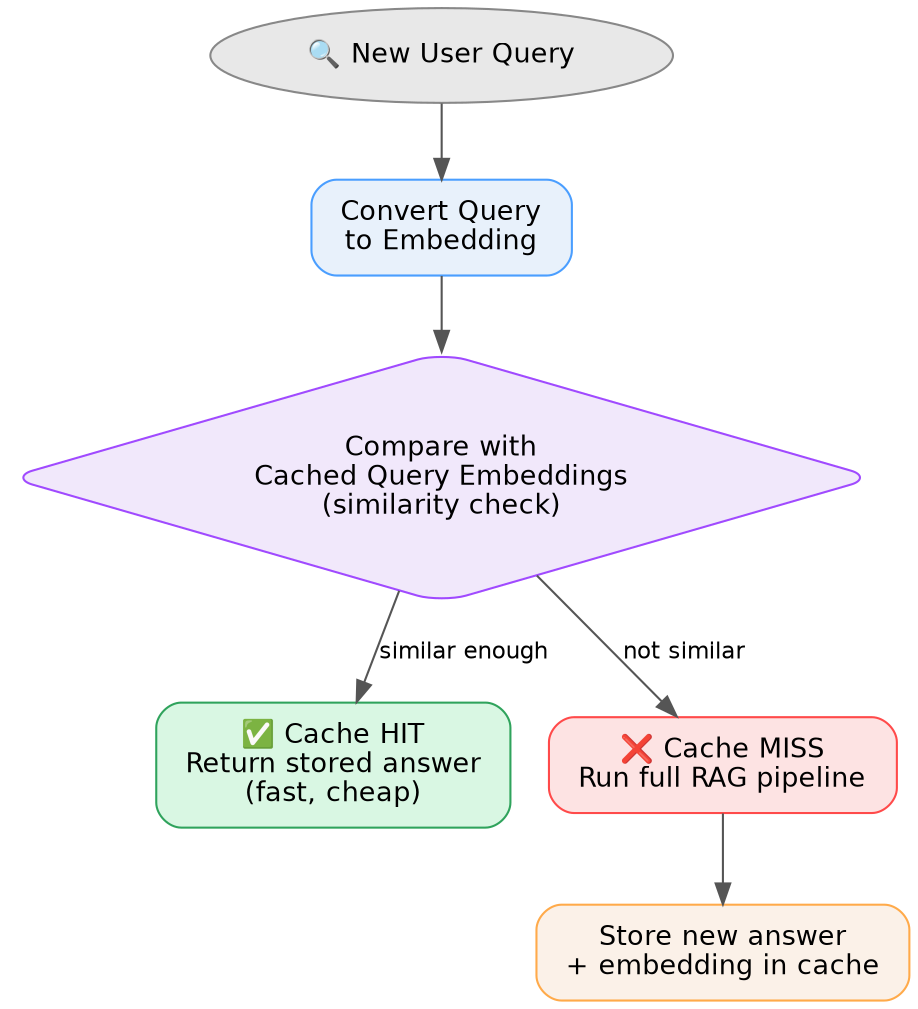 🔍 New User Query
Convert Query
to Embedding
Compare with
Cached Query Embeddings
(similarity check)
similar enough
not similar
✅ Cache HIT
Return stored answer
(fast, cheap)
❌ Cache MISS
Run full RAG pipeline
Store new answer
+ embedding in cache